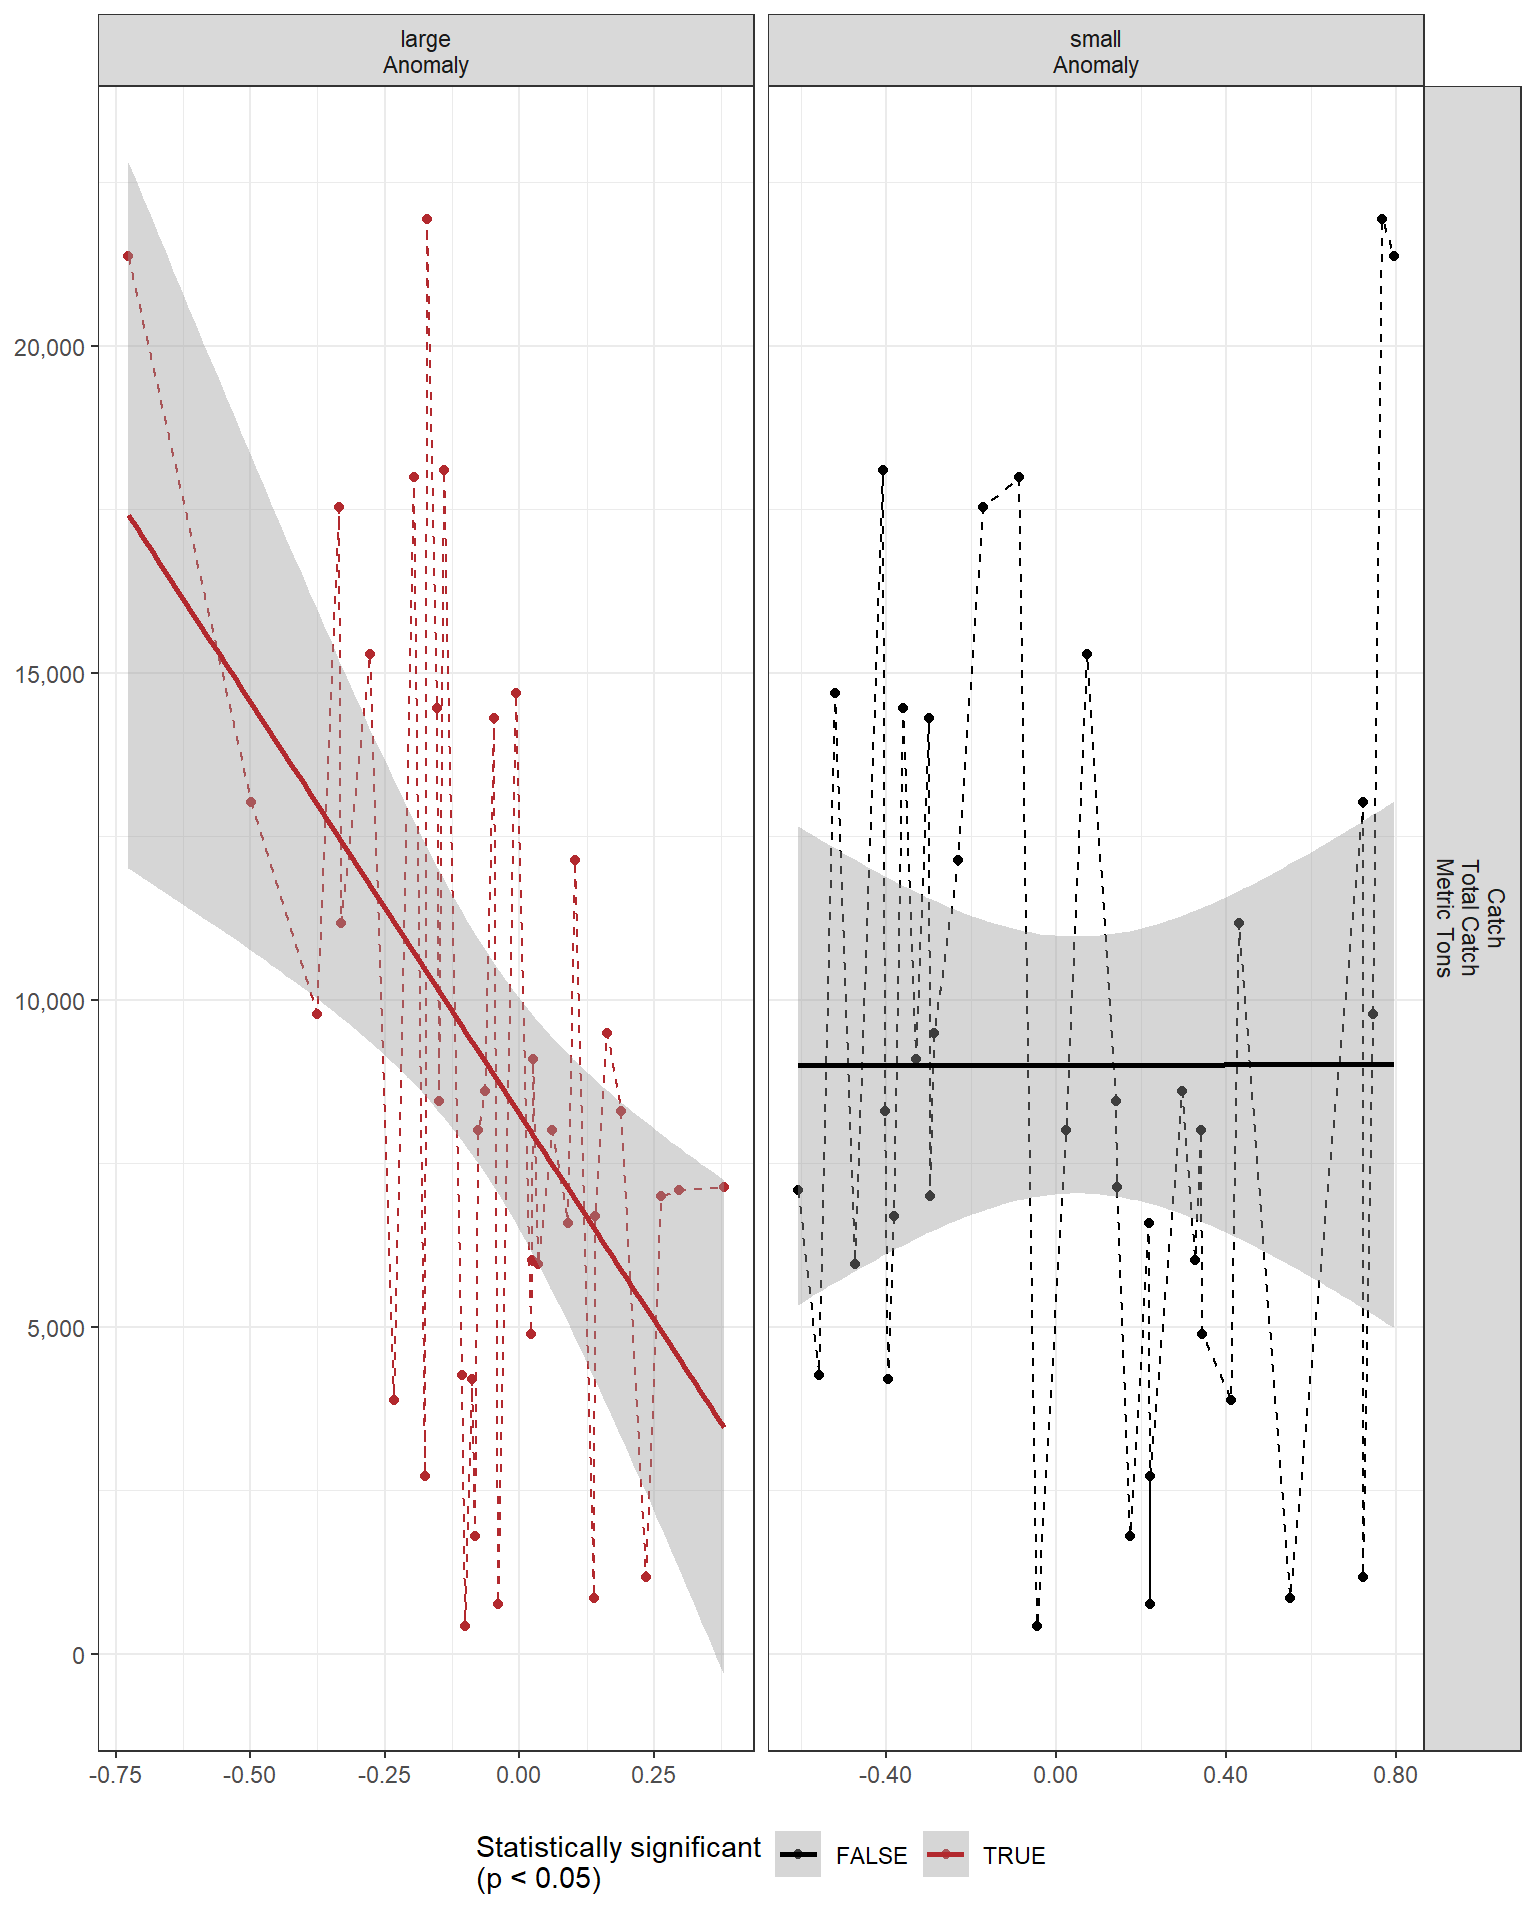 large
Anomaly
small
Anomaly
Catch
Total Catch
Metric Tons
20,000
15,000
10,000
5,000
0
-0.75
-0.50
-0.25
0.00
0.25
-0.40
0.00
0.40
0.80
Statistically significant
(p < 0.05)
FALSE
TRUE